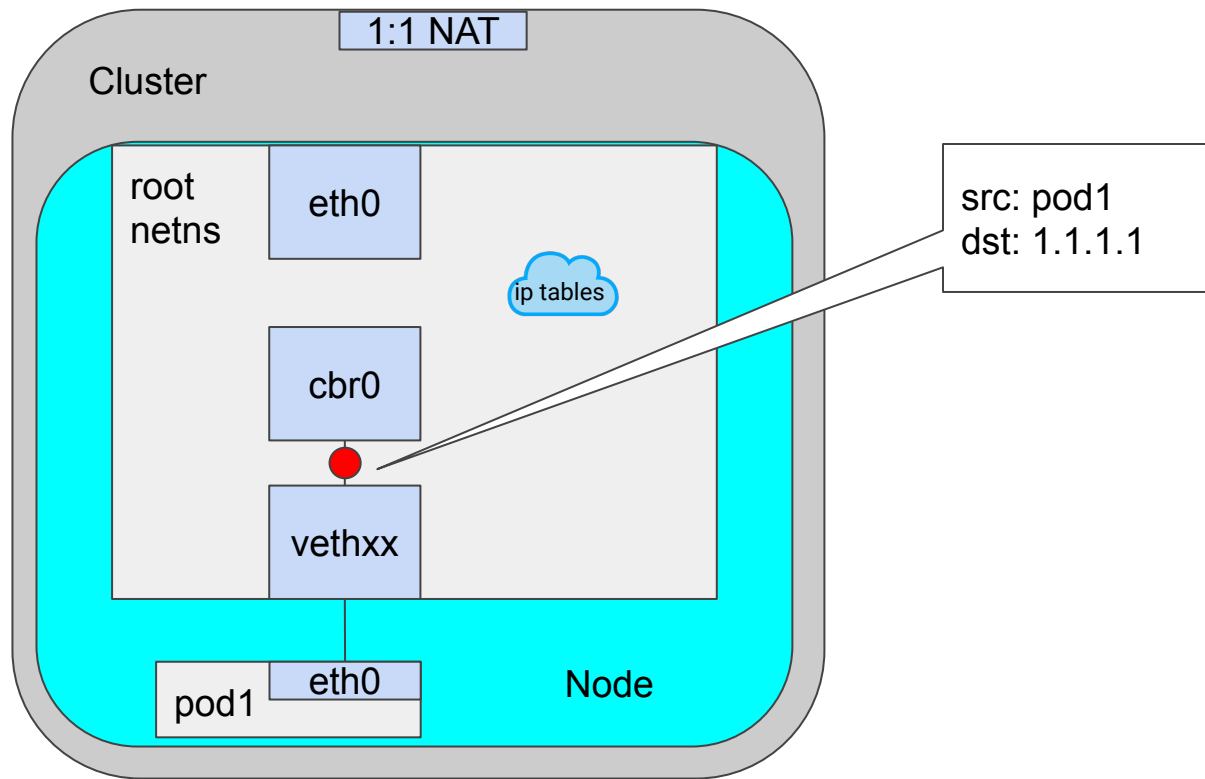 1:1 NAT
Cluster
root
netns
eth0
ip tables
src: pod1
dst: 1.1.1.1
cbr0
vethxx
eth0
pod1
Node